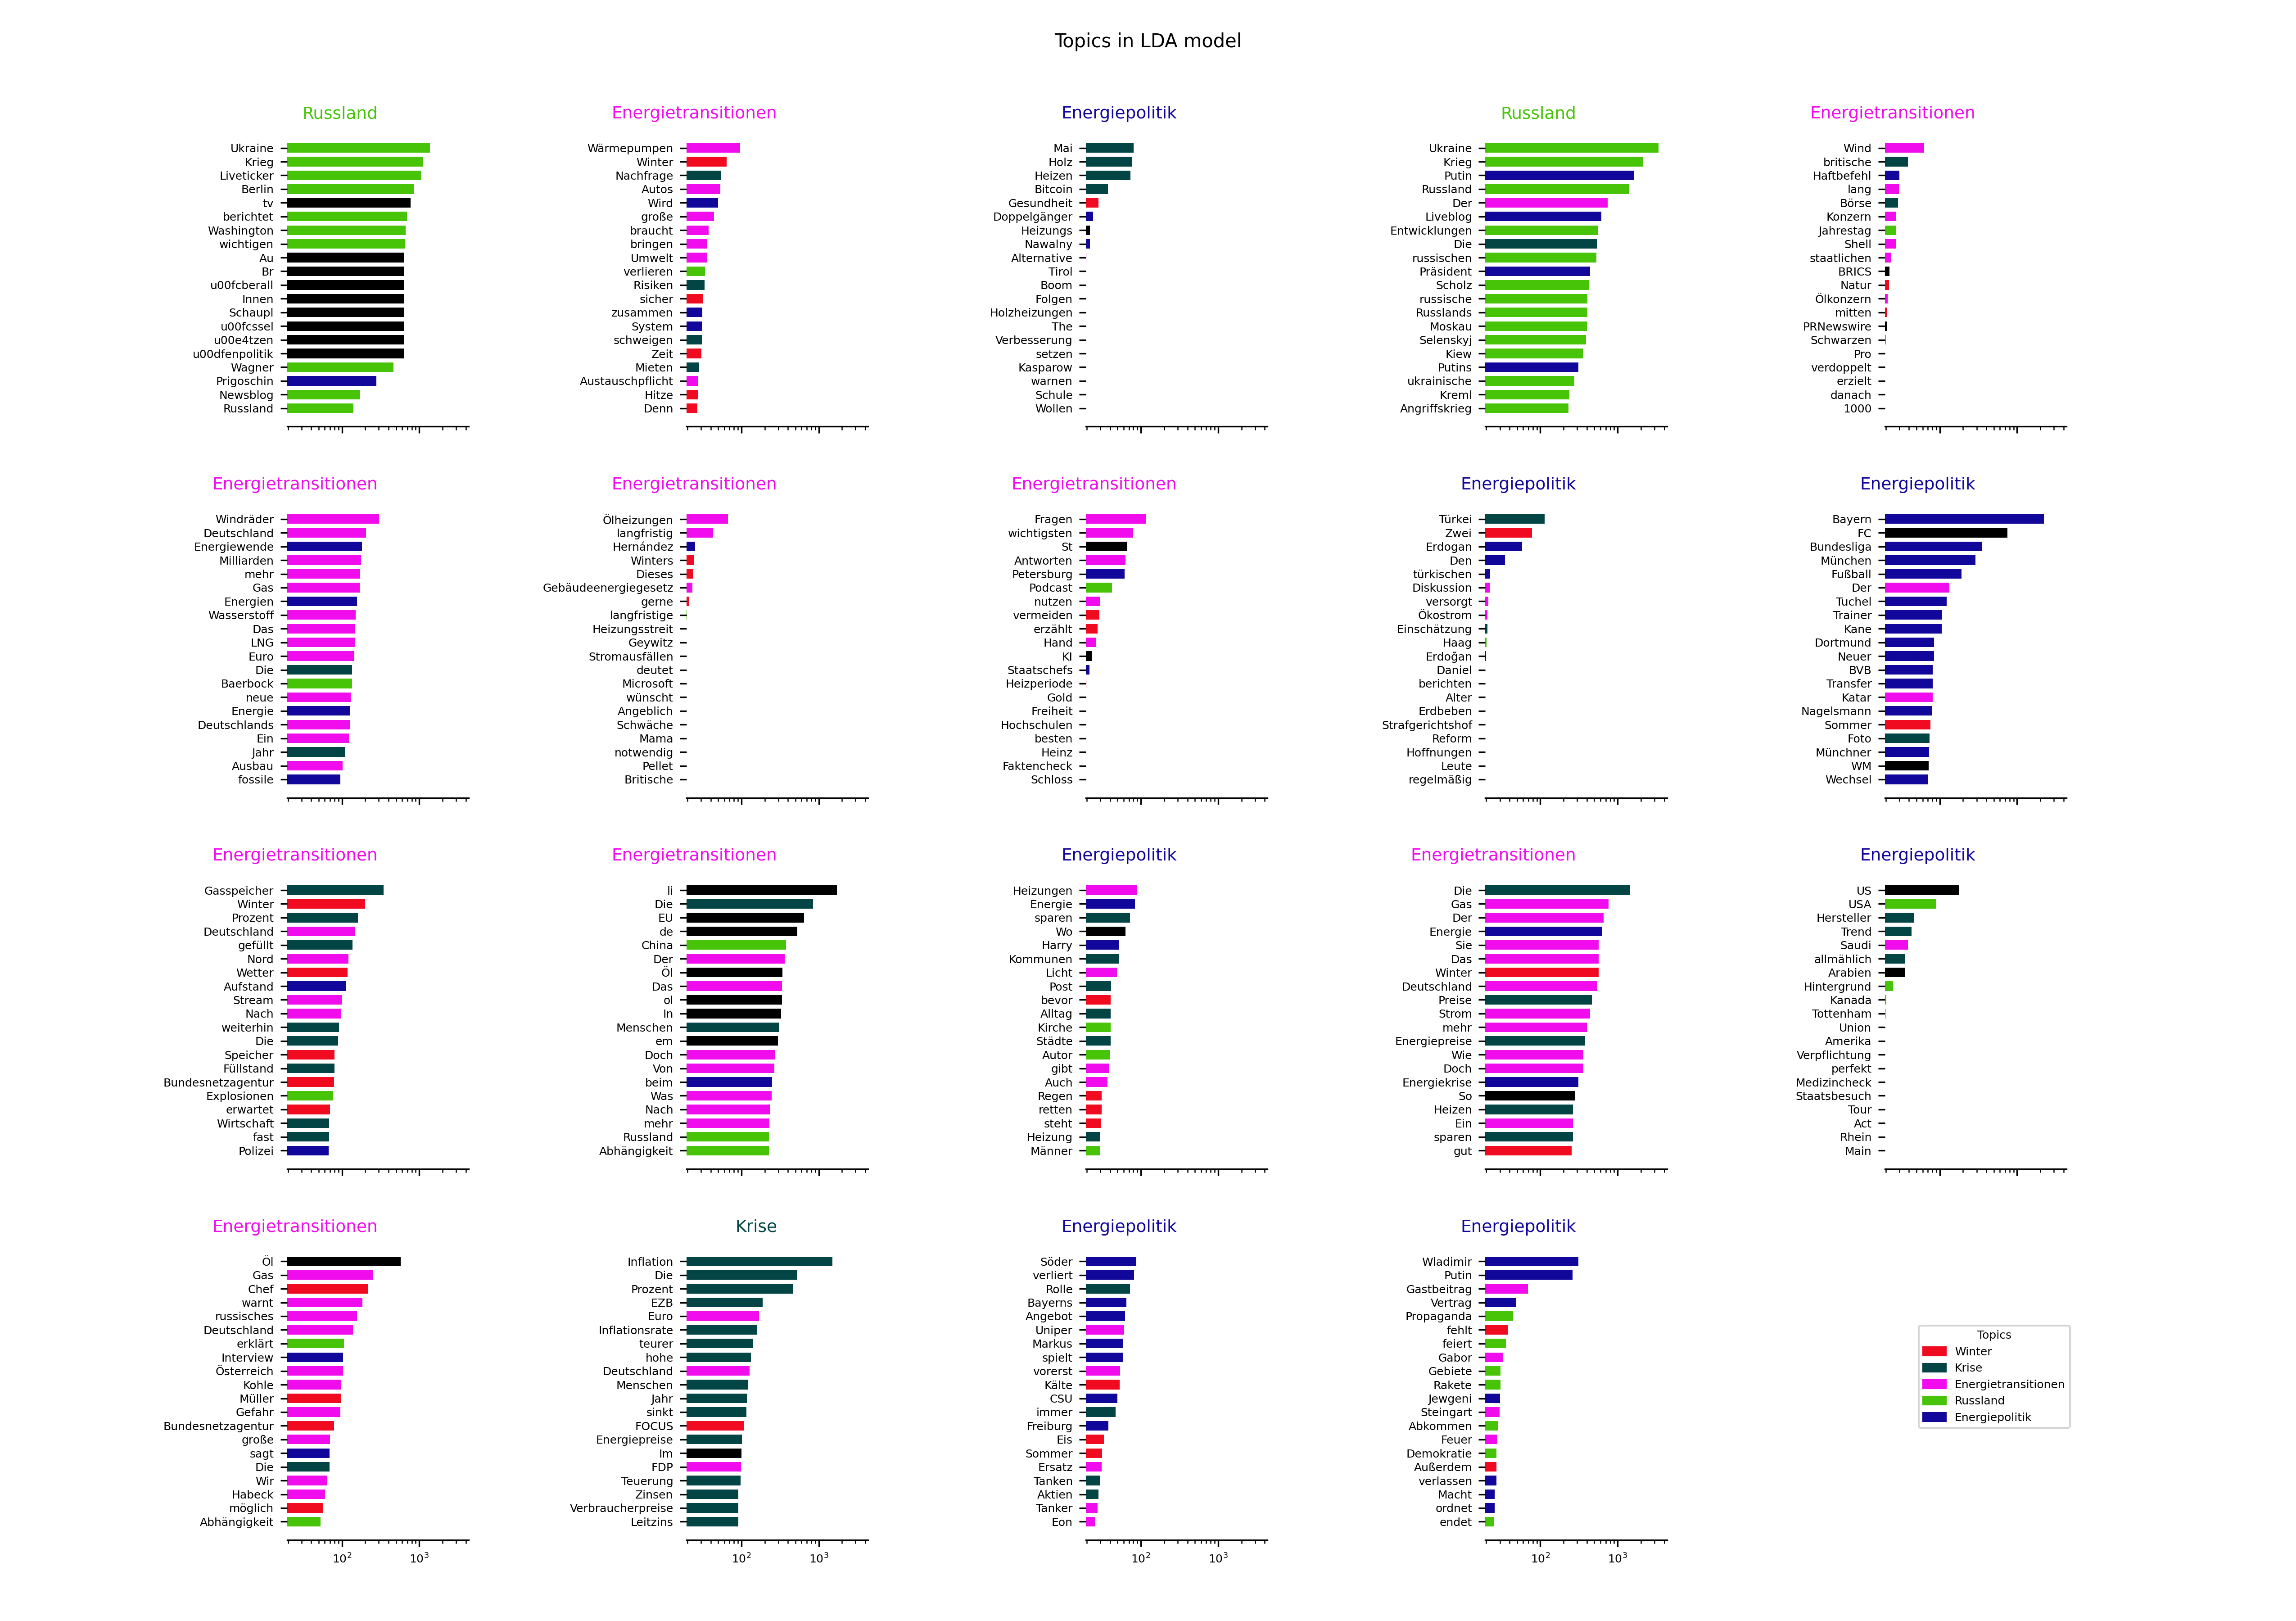 Topics in LDA model
Russland
Ukraine
Krieg
Liveticker
Berlin
tv
berichtet
Washington
wichtigen
Au
Br
u00fcberall
Innen
Schaupl
u00fcssel
u00e4tzen
u00dfenpolitik
Wagner
Prigoschin
Newsblog
Russland
Energietransitionen
Wärmepumpen
Winter
Nachfrage
Autos
Wird
große
braucht
bringen
Umwelt
verlieren
Risiken
sicher
zusammen
System
schweigen
Zeit
Mieten
Austauschpflicht
Hitze
Denn
Energiepolitik
Mai
Holz
Heizen
Bitcoin
Gesundheit
Doppelgänger
Heizungs
Nawalny
Alternative
Tirol
Boom
Folgen
Holzheizungen
The
Verbesserung
setzen
Kasparow
warnen
Schule
Wollen
Russland
Ukraine
Krieg
Putin
Russland
Der
Liveblog
Entwicklungen
Die
russischen
Präsident
Scholz
russische
Russlands
Moskau
Selenskyj
Kiew
Putins
ukrainische
Kreml
Angriffskrieg
Energietransitionen
Wind
britische
Haftbefehl
lang
Börse
Konzern
Jahrestag
Shell
staatlichen
BRICS
Natur
Ölkonzern
mitten
PRNewswire
Schwarzen
Pro
verdoppelt
erzielt
danach
1000
Energietransitionen
Windräder
Deutschland
Energiewende
Milliarden
mehr
Gas
Energien
Wasserstoff
Das
LNG
Euro
Die
Baerbock
neue
Energie
Deutschlands
Ein
Jahr
Ausbau
fossile
Energietransitionen
Ölheizungen
langfristig
Hernández
Winters
Dieses
Gebäudeenergiegesetz
gerne
langfristige
Heizungsstreit
Geywitz
Stromausfällen
deutet
Microsoft
wünscht
Angeblich
Schwäche
Mama
notwendig
Pellet
Britische
Energietransitionen
Fragen
wichtigsten
St
Antworten
Petersburg
Podcast
nutzen
vermeiden
erzählt
Hand
KI
Staatschefs
Heizperiode
Gold
Freiheit
Hochschulen
besten
Heinz
Faktencheck
Schloss
Energiepolitik
Türkei
Zwei
Erdogan
Den
türkischen
Diskussion
versorgt
Ökostrom
Einschätzung
Haag
Erdoğan
Daniel
berichten
Alter
Erdbeben
Strafgerichtshof
Reform
Hoffnungen
Leute
regelmäßig
Energiepolitik
Bayern
FC
Bundesliga
München
Fußball
Der
Tuchel
Trainer
Kane
Dortmund
Neuer
BVB
Transfer
Katar
Nagelsmann
Sommer
Foto
Münchner
WM
Wechsel
Energietransitionen
Gasspeicher
Winter
Prozent
Deutschland
gefüllt
Nord
Wetter
Aufstand
Stream
Nach
weiterhin
Die
Speicher
Füllstand
Bundesnetzagentur
Explosionen
erwartet
Wirtschaft
fast
Polizei
Energietransitionen
li
Die
EU
de
China
Der
Öl
Das
ol
In
Menschen
em
Doch
Von
beim
Was
Nach
mehr
Russland
Abhängigkeit
Energiepolitik
Heizungen
Energie
sparen
Wo
Harry
Kommunen
Licht
Post
bevor
Alltag
Kirche
Städte
Autor
gibt
Auch
Regen
retten
steht
Heizung
Männer
Energietransitionen
Die
Gas
Der
Energie
Sie
Das
Winter
Deutschland
Preise
Strom
mehr
Energiepreise
Wie
Doch
Energiekrise
So
Heizen
Ein
sparen
gut
Energiepolitik
US
USA
Hersteller
Trend
Saudi
allmählich
Arabien
Hintergrund
Kanada
Tottenham
Union
Amerika
Verpflichtung
perfekt
Medizincheck
Staatsbesuch
Tour
Act
Rhein
Main
Energietransitionen
Öl
Gas
Chef
warnt
russisches
Deutschland
erklärt
Interview
Österreich
Kohle
Müller
Gefahr
Bundesnetzagentur
große
sagt
Die
Wir
Habeck
möglich
Abhängigkeit
10² 10³
Krise
Inflation
Die
Prozent
EZB
Euro
Inflationsrate
teurer
hohe
Deutschland
Menschen
Jahr
sinkt
FOCUS
Energiepreise
Im
FDP
Teuerung
Zinsen
Verbraucherpreise
Leitzins
10² 10³
Energiepolitik
Söder
verliert
Rolle
Bayerns
Angebot
Uniper
Markus
spielt
vorerst
Kälte
CSU
immer
Freiburg
Eis
Sommer
Ersatz
Tanken
Aktien
Tanker
Eon
10² 10³
Energiepolitik
Wladimir
Putin
Gastbeitrag
Vertrag
Propaganda
fehlt
feiert
Gabor
Gebiete
Rakete
Jewgeni
Steingart
Abkommen
Feuer
Demokratie
Außerdem
verlassen
Macht
ordnet
endet
10² 10³
Topics
Winter
Krise
Energietransitionen
Russland
Energiepolitik